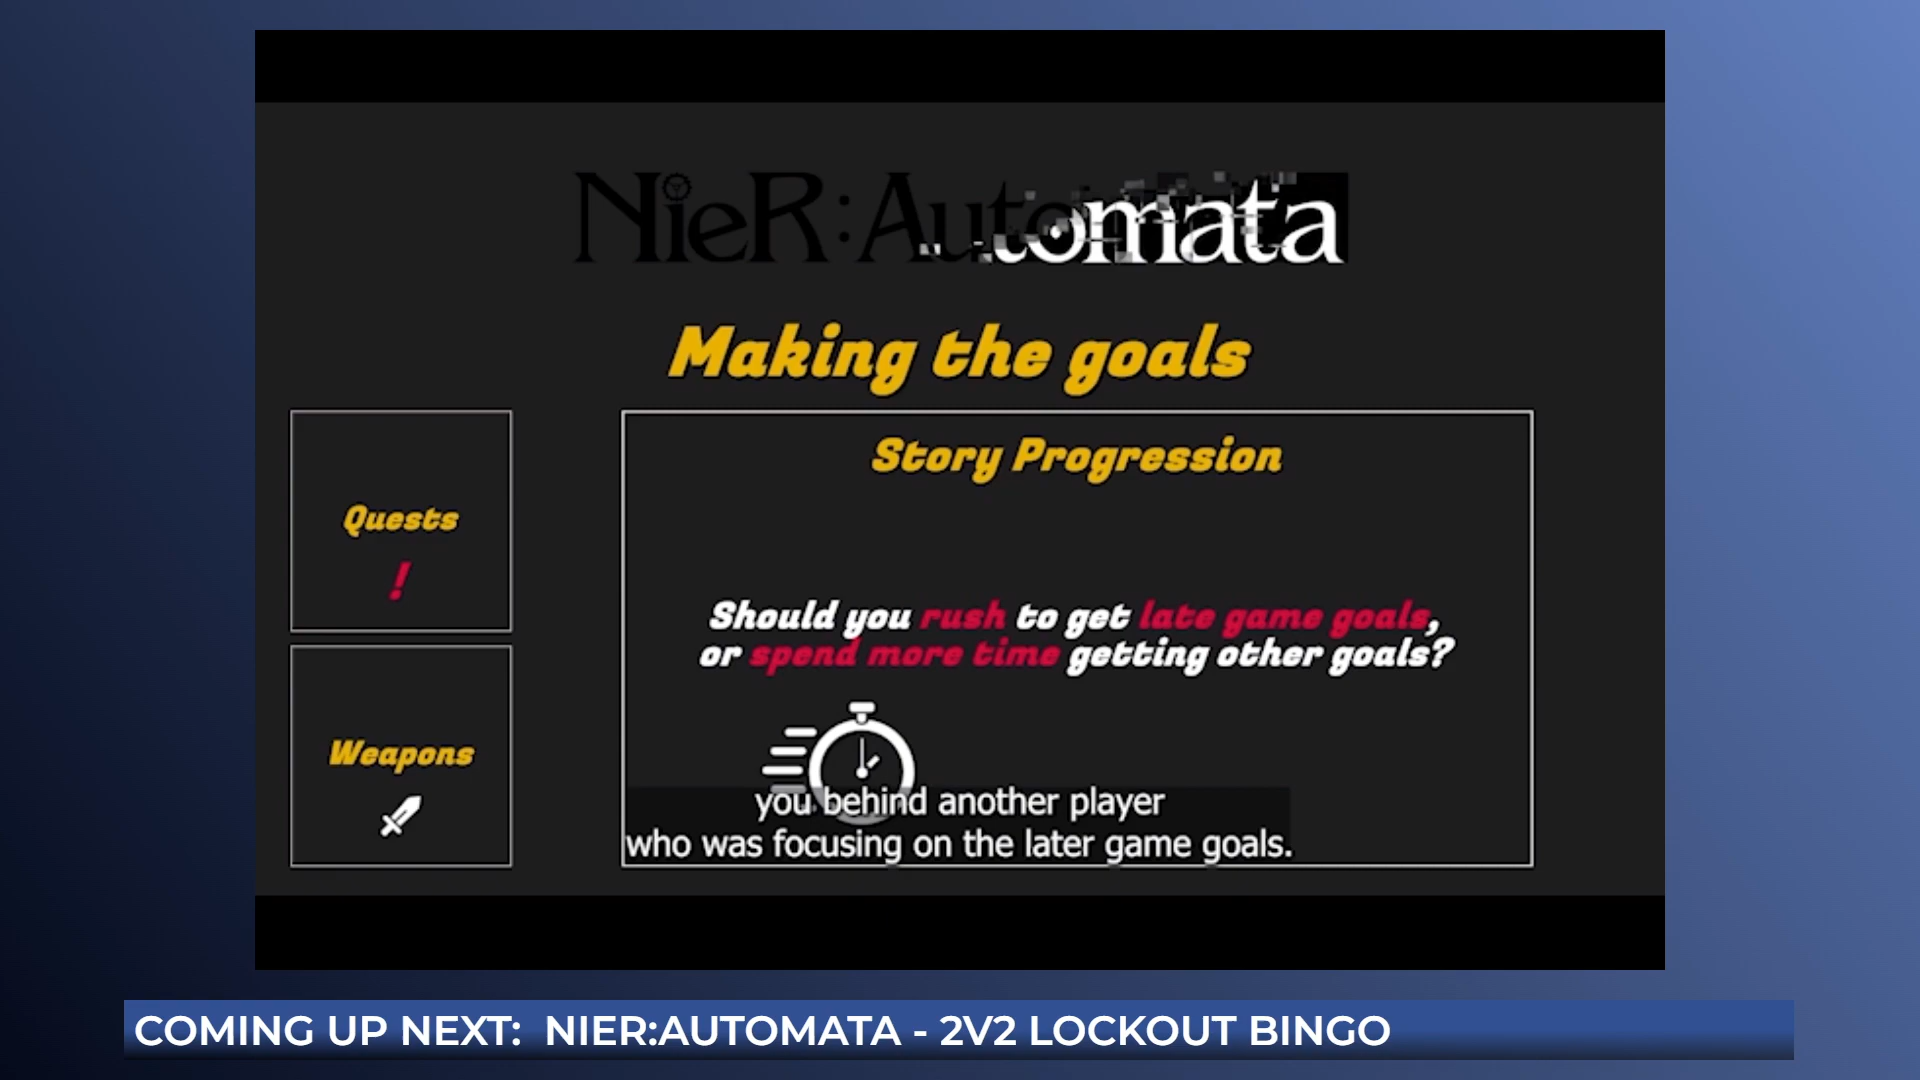 NieR:Automata
Making the goals
Quests
!
Weapons
Story Progression
Should you rush to get late game goals,
or spend more time getting other goals?
you behind another player
who was focusing on the later game goals.
COMING UP NEXT: NIER:AUTOMATA - 2V2 LOCKOUT BINGO